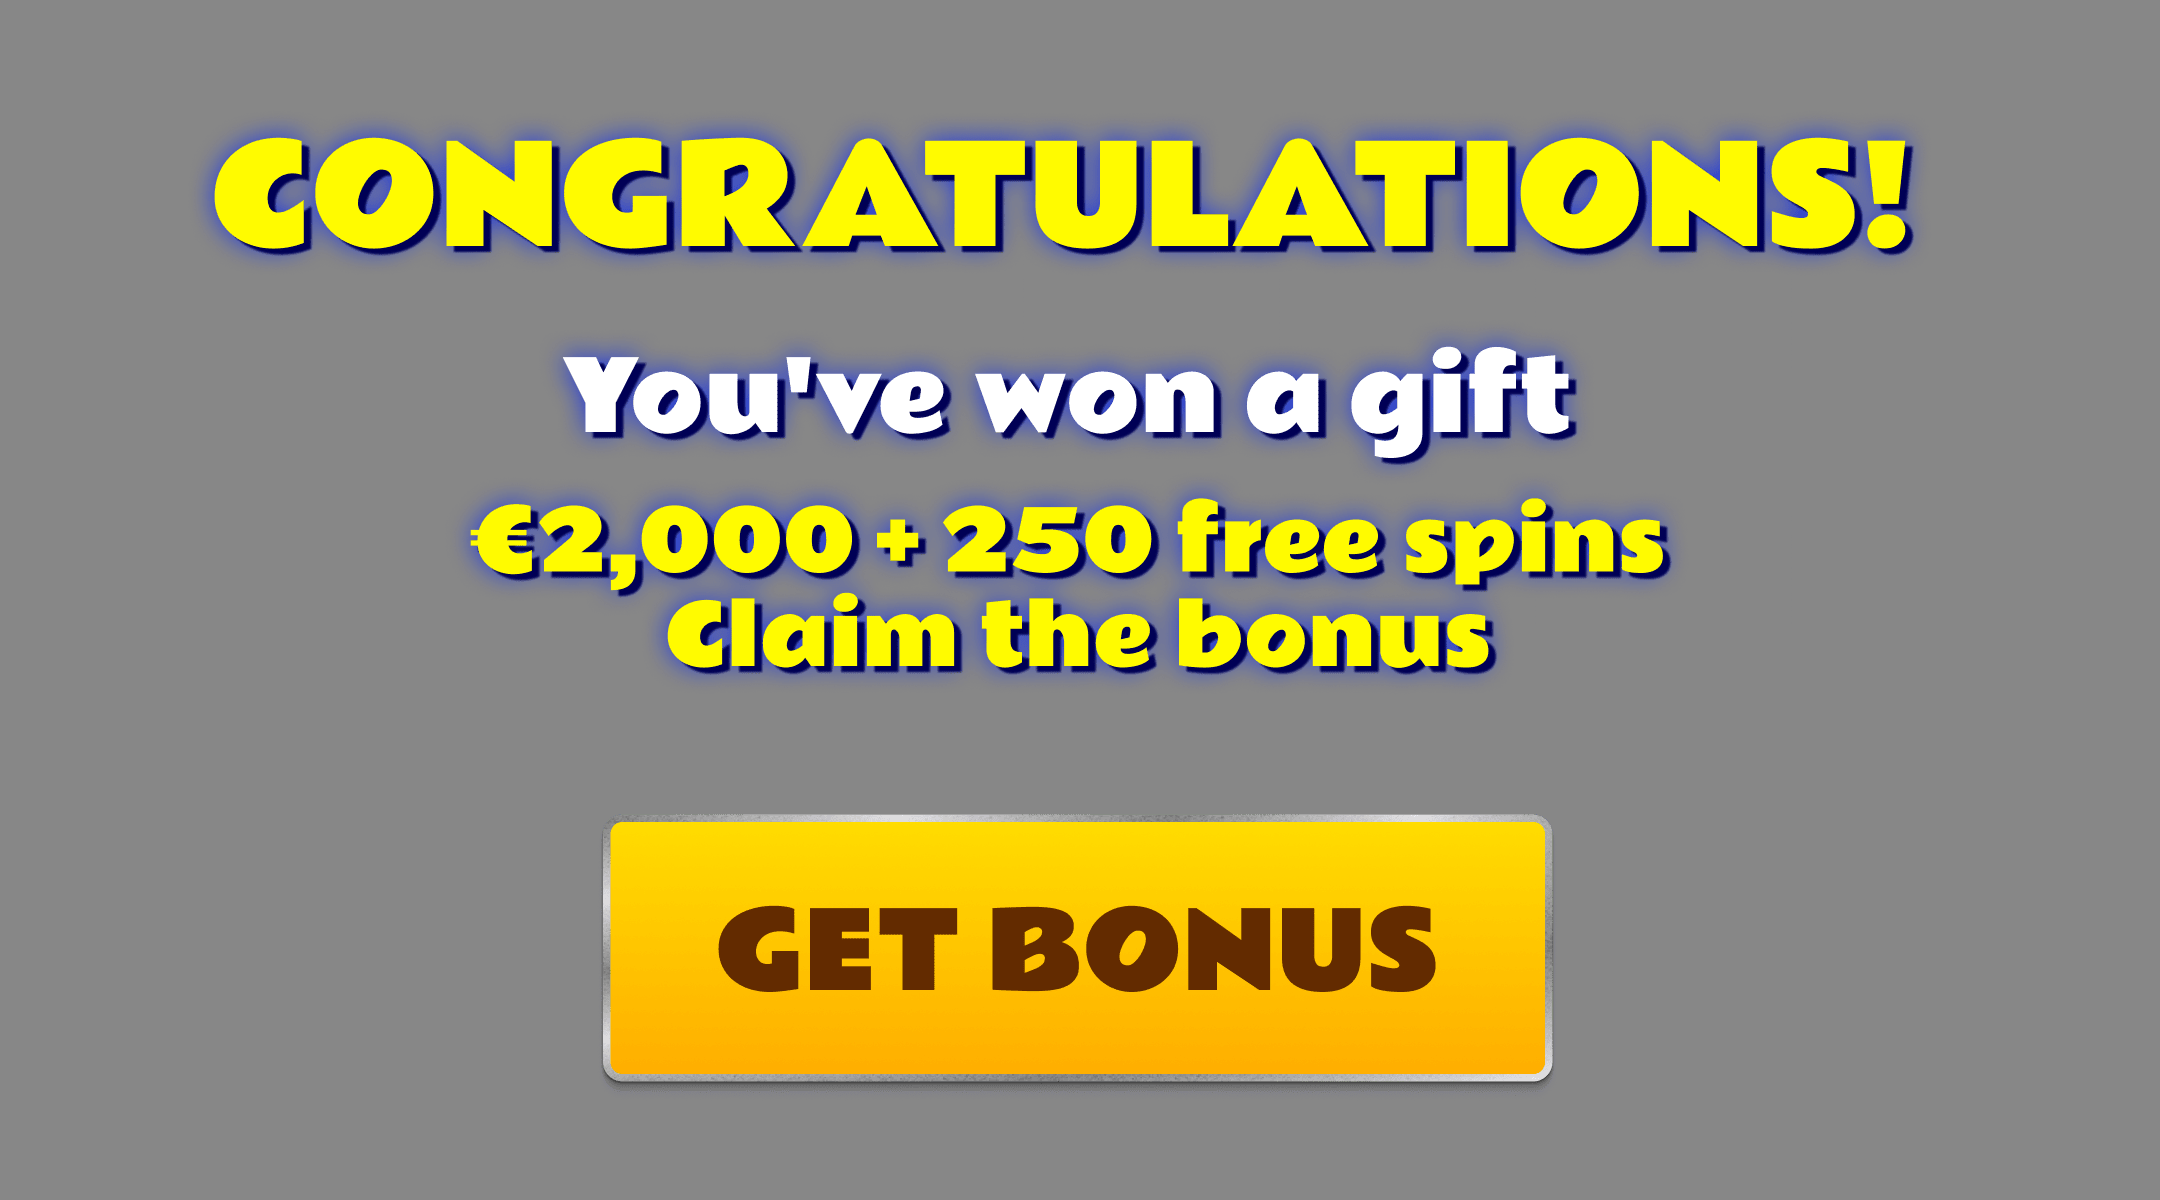 CONGRATULATIONS!
You've won a gift
€2,000 + 250 free spins
Claim the bonus
GET BONUS